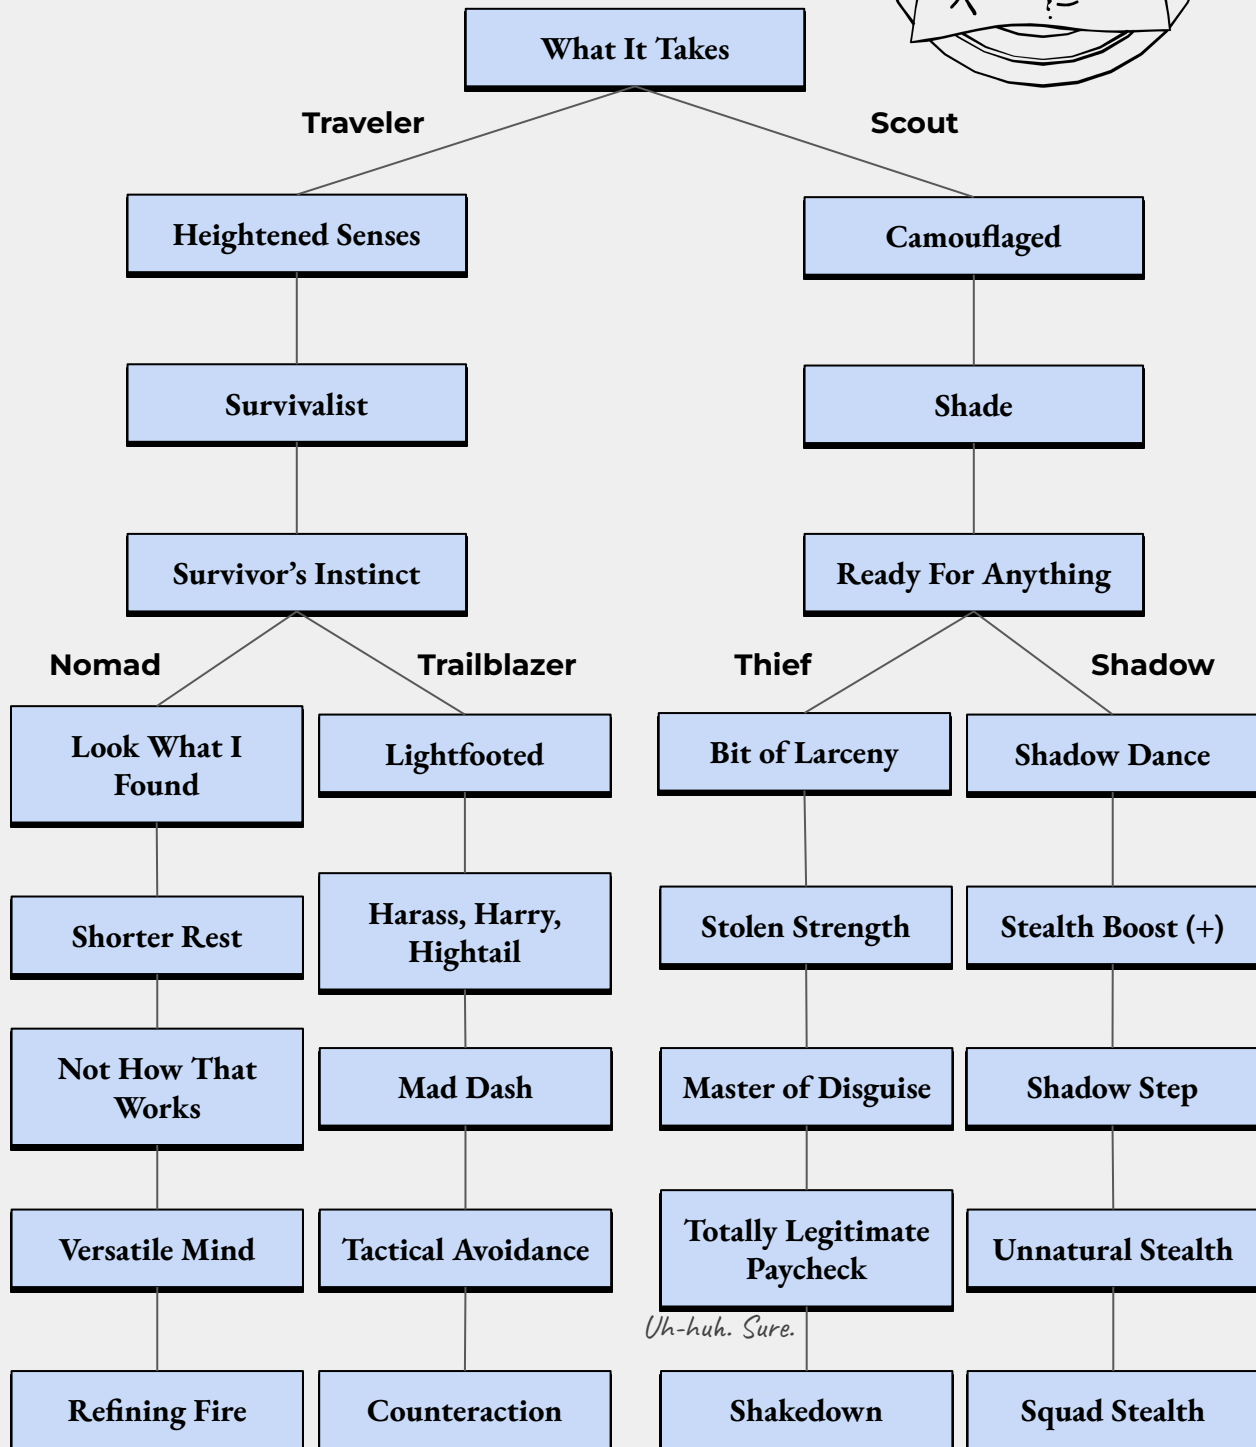 What It Takes
Traveler
Scout
Heightened Senses
Camouflaged
Survivalist
Shade
Survivor’s Instinct
Ready For Anything
Nomad
Trailblazer
Thief
Shadow
Look What I
Found
Lightfooted
Bit of Larceny
Shadow Dance
Shorter Rest
Harass, Harry,
Hightail
Stolen Strength
Stealth Boost (+)
Not How That
Works
Mad Dash
Master of Disguise
Shadow Step
Versatile Mind
Tactical Avoidance
Totally Legitimate
Paycheck
Unnatural Stealth
Uh-huh. Sure.
Refining Fire
Counteraction
Shakedown
Squad Stealth